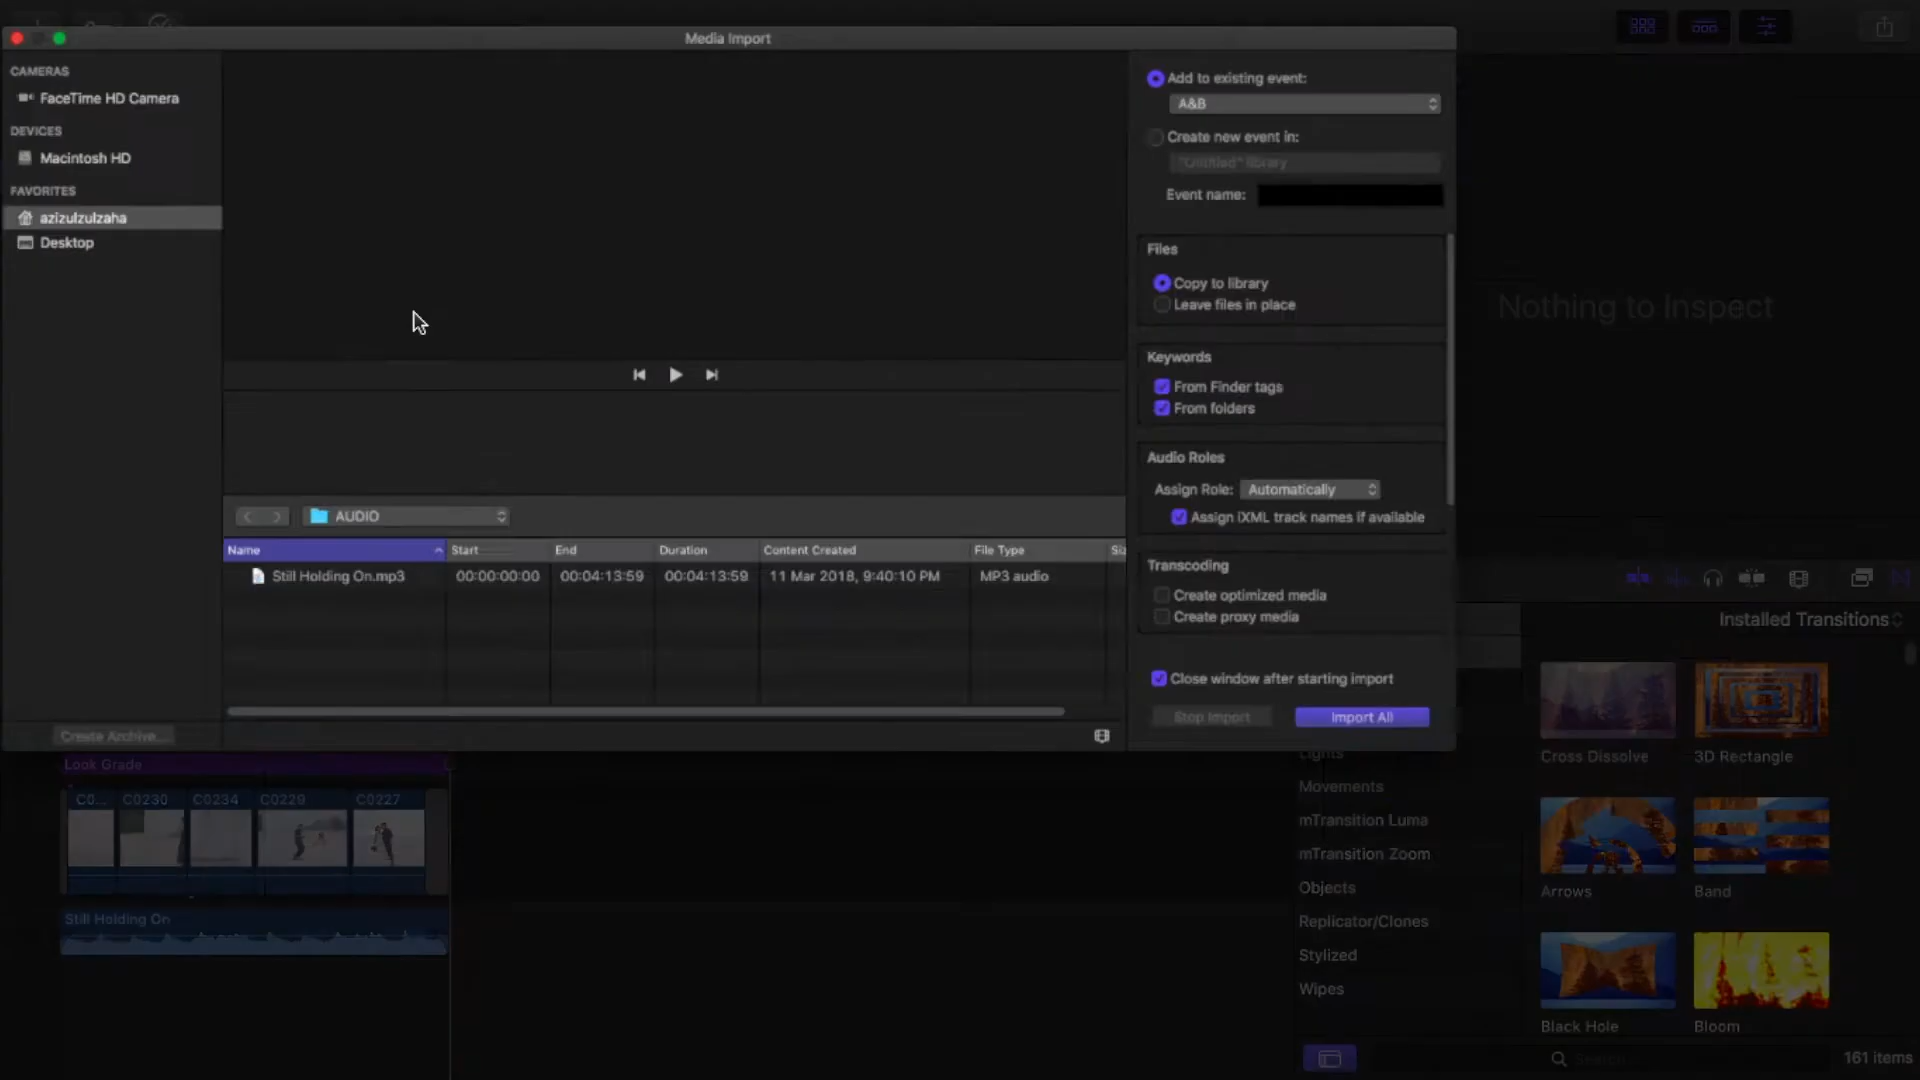 Media Import
CAMERAS
FaceTime HD Camera
DEVICES
Macintosh HD
FAVORITES
azizulzulzaha
Desktop
Add to existing event:
A&B
Create new event in:
"Untitled" library
Event name:
Files
Copy to library
Leave files in place
Keywords
From Finder tags
From folders
Audio Roles
Assign Role: Automatically
Assign iXML track names if available
Transcoding
Create optimized media
Create proxy media
Close window after starting import
Stop Import Import All
AUDIO
Name Start End Duration Content Created File Type Siz
Still Holding On.mp3 00:00:00:00 00:04:13:59 00:04:13:59 11 Mar 2018, 9:40:10 PM MP3 audio
Create Archive...
Nothing to Inspect
Installed Transitions
Cross Dissolve 3D Rectangle
Arrows Band
Black Hole Bloom
Lights
Movements
mTransition Luma
mTransition Zoom
Objects
Replicator/Clones
Stylized
Wipes
Search
161 items
Look Grade
C0... C0230 C0234 C0229 C0227
Still Holding On